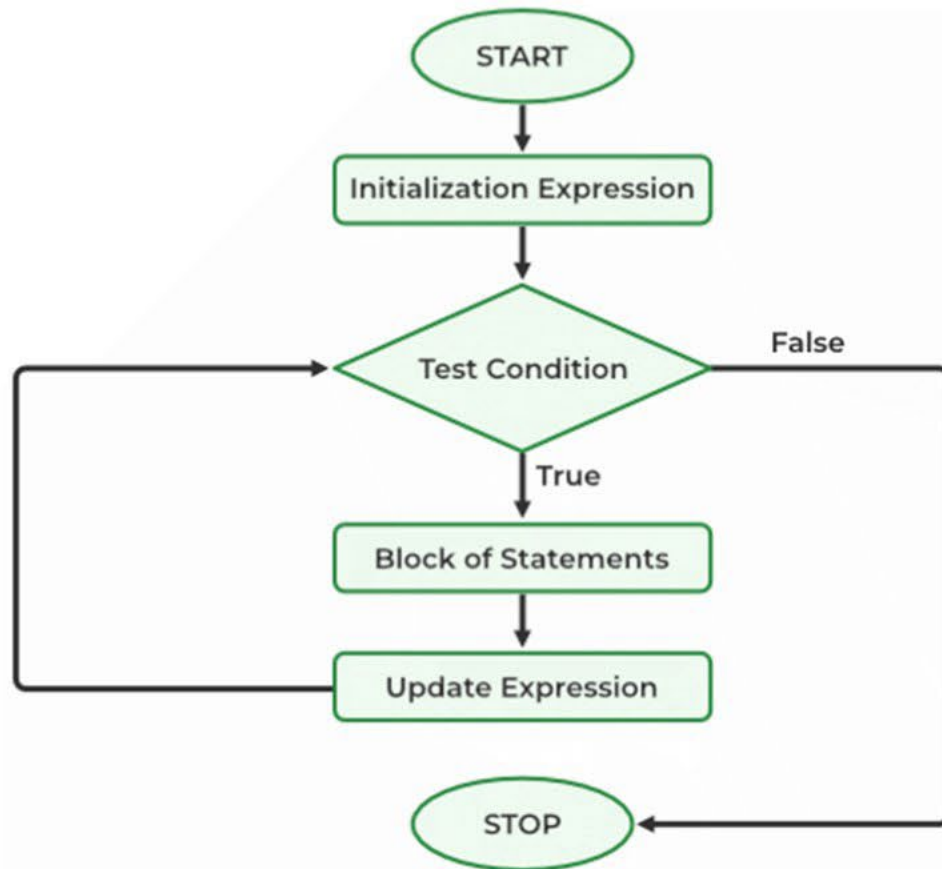 START
Initialization Expression
Test Condition
False
True
Block of Statements
Update Expression
STOP